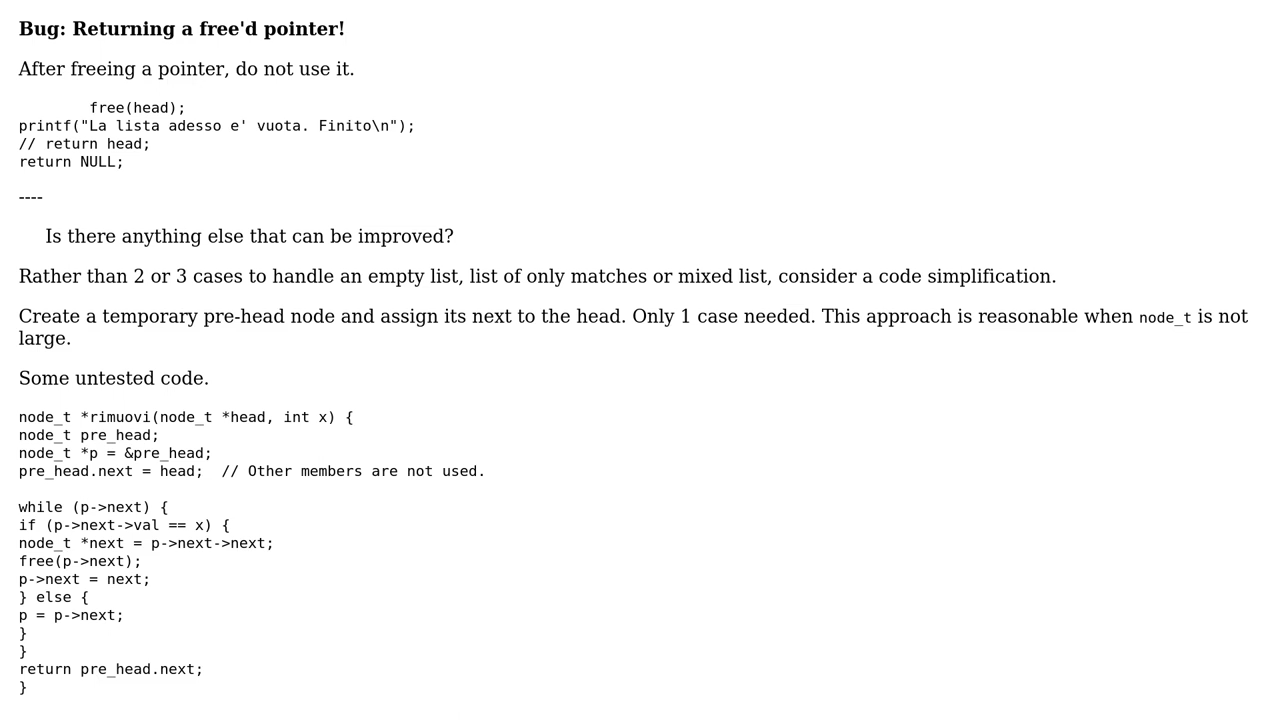 Bug: Returning a free'd pointer!
After freeing a pointer, do not use it.
        free(head);
printf("La lista adesso e' vuota. Finito\n");
// return head;
return NULL;
----
Is there anything else that can be improved?
Rather than 2 or 3 cases to handle an empty list, list of only matches or mixed list, consider a code simplification.
Create a temporary pre-head node and assign its next to the head. Only 1 case needed. This approach is reasonable when node_t is not
large.
Some untested code.
node_t *rimuovi(node_t *head, int x) {
node_t pre_head;
node_t *p = &pre_head;
pre_head.next = head;  // Other members are not used.
while (p->next) {
if (p->next->val == x) {
node_t *next = p->next->next;
free(p->next);
p->next = next;
} else {
p = p->next;
}
}
return pre_head.next;
}